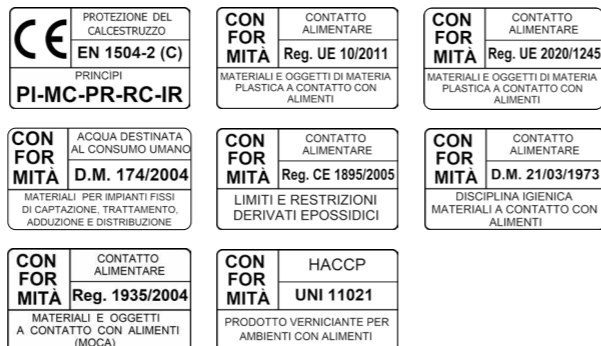 CE
PROTEZIONE DEL
CALCESTRUZZO
EN 1504-2 (C)
PRINCIPI
PI-MC-PR-RC-IR
CON
FOR
MITÀ
CONTATTO
ALIMENTARE
Reg. UE 10/2011
MATERIALI E OGGETTI DI MATERIA
PLASTICA A CONTATTO CON
ALIMENTI
CON
FOR
MITÀ
CONTATTO
ALIMENTARE
Reg. UE 2020/1245
MATERIALI E OGGETTI DI MATERIA
PLASTICA A CONTATTO CON
ALIMENTI
CON
FOR
MITÀ
ACQUA DESTINATA
AL CONSUMO UMANO
D.M. 174/2004
MATERIALI PER IMPIANTI FISSI
DI CAPTAZIONE, TRATTAMENTO,
ADDUZIONE E DISTRIBUZIONE
CON
FOR
MITÀ
CONTATTO
ALIMENTARE
Reg. CE 1895/2005
LIMITI E RESTRIZIONI
DERIVATI EPOSSIDICI
CON
FOR
MITÀ
CONTATTO
ALIMENTARE
D.M. 21/03/1973
DISCIPLINA IGIENICA
MATERIALI A CONTATTO CON
ALIMENTI
CON
FOR
MITÀ
CONTATTO
ALIMENTARE
Reg. 1935/2004
MATERIALI E OGGETTI
A CONTATTO CON ALIMENTI
(MOCA)
CON
FOR
MITÀ
HACCP
UNI 11021
PRODOTTO VERNICIANTE PER
AMBIENTI CON ALIMENTI